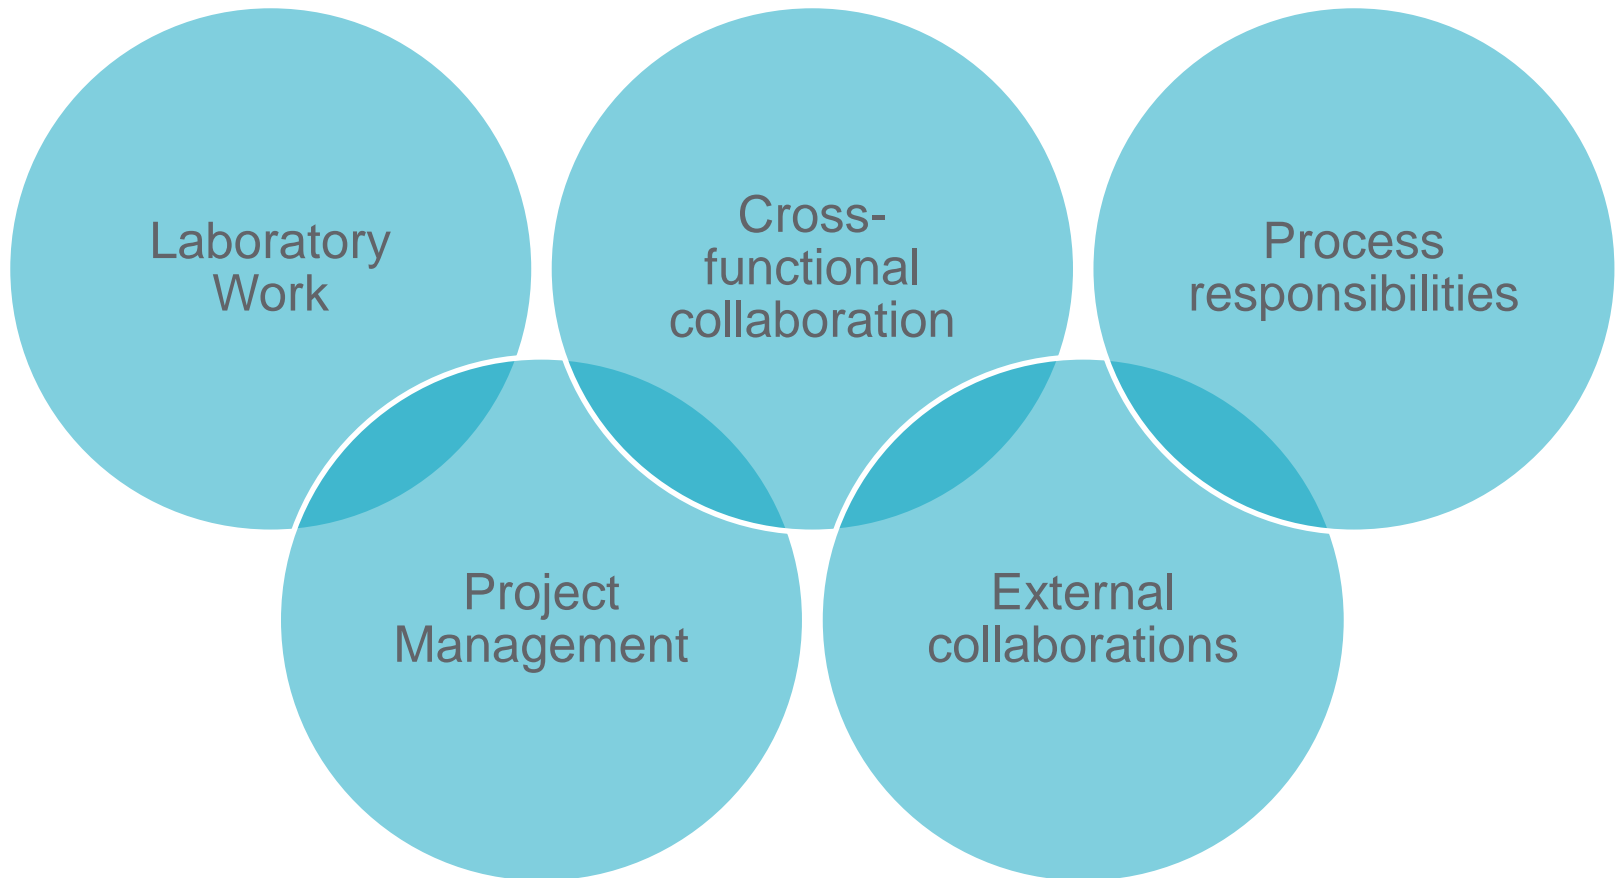 Laboratory
Work
Cross-
functional
collaboration
Process
responsibilities
Project
Management
External
collaborations